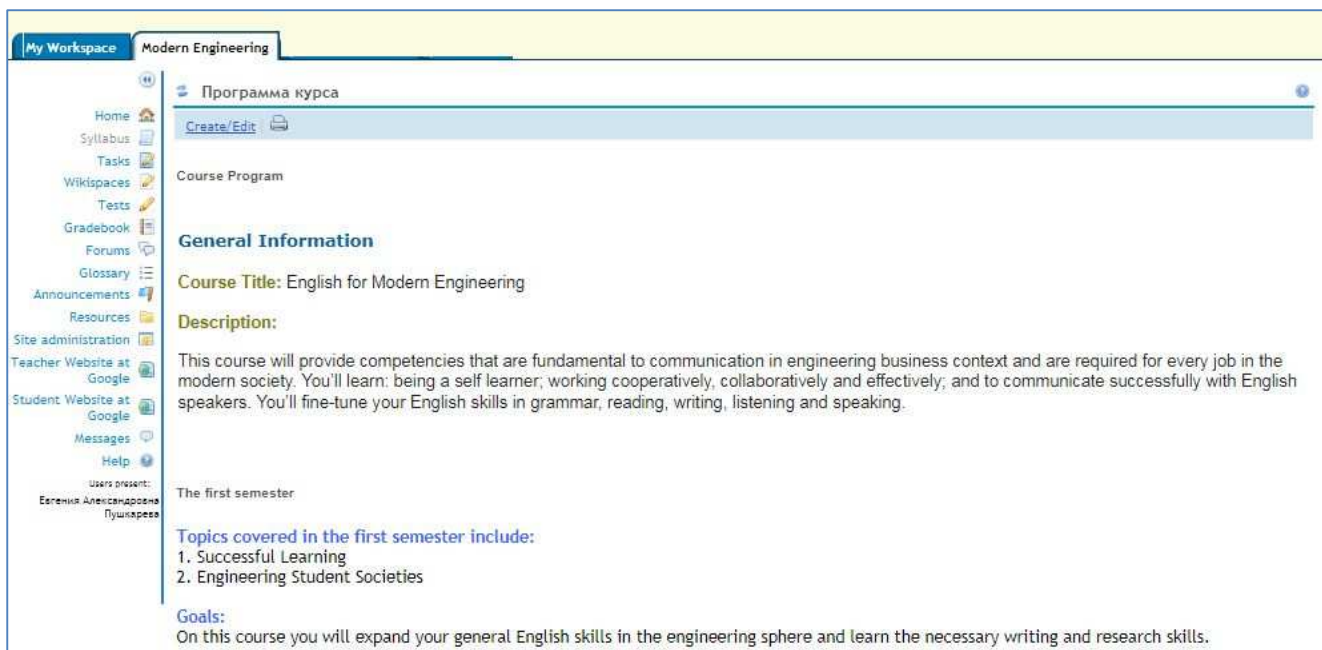 My Workspace
Modern Engineering
Программа курса
Create/Edit
Home
Syllabus
Tasks
Wikispaces
Tests
Gradebook
Forums
Glossary
Announcements
Resources
Site administration
Teacher Website at
Google
Student Website at
Google
Messages
Help
Users present:
Евгения Александровна
Пушкарева
Course Program
General Information
Course Title: English for Modern Engineering
Description:
This course will provide competencies that are fundamental to communication in engineering business context and are required for every job in the
modern society. You'll learn: being a self learner; working cooperatively, collaboratively and effectively; and to communicate successfully with English
speakers. You'll fine-tune your English skills in grammar, reading, writing, listening and speaking.
The first semester
Topics covered in the first semester include:
1. Successful Learning
2. Engineering Student Societies
Goals:
On this course you will expand your general English skills in the engineering sphere and learn the necessary writing and research skills.